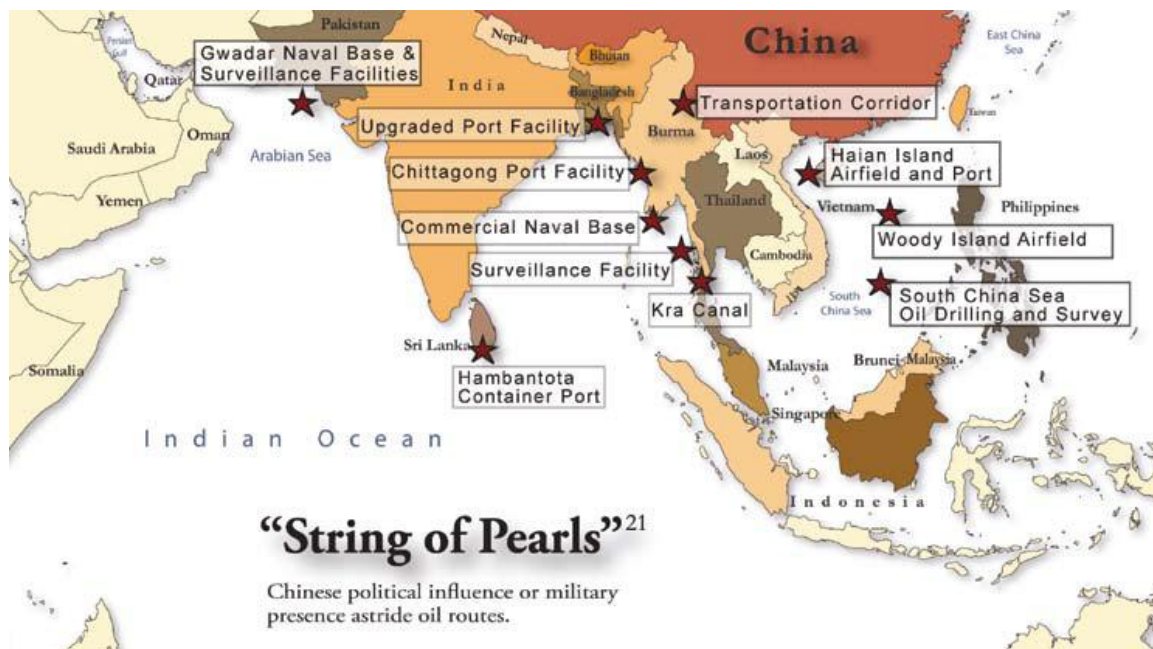 Pakistan
Persian
Gulf
Nepal
China
East China
Sea
Gwadar Naval Base &
Surveillance Facilities
Qatar
Bhutan
India
Bangladesh
Transportation Corridor
Taiwan
Oman
Upgraded Port Facility
Burma
Saudi Arabia
Arabian Sea
Laos
Haian Island
Airfield and Port
Chittagong Port Facility
Yemen
Thailand
Vietnam
Philippines
Commercial Naval Base
Woody Island Airfield
Cambodia
Surveillance Facility
South
China Sea
South China Sea
Oil Drilling and Survey
Kra Canal
Sri Lanka
Somalia
Hambantota
Container Port
Malaysia
Brunei
Malaysia
Singapore
Indian Ocean
Indonesia
“String of Pearls”21
Chinese political influence or military
presence astride oil routes.